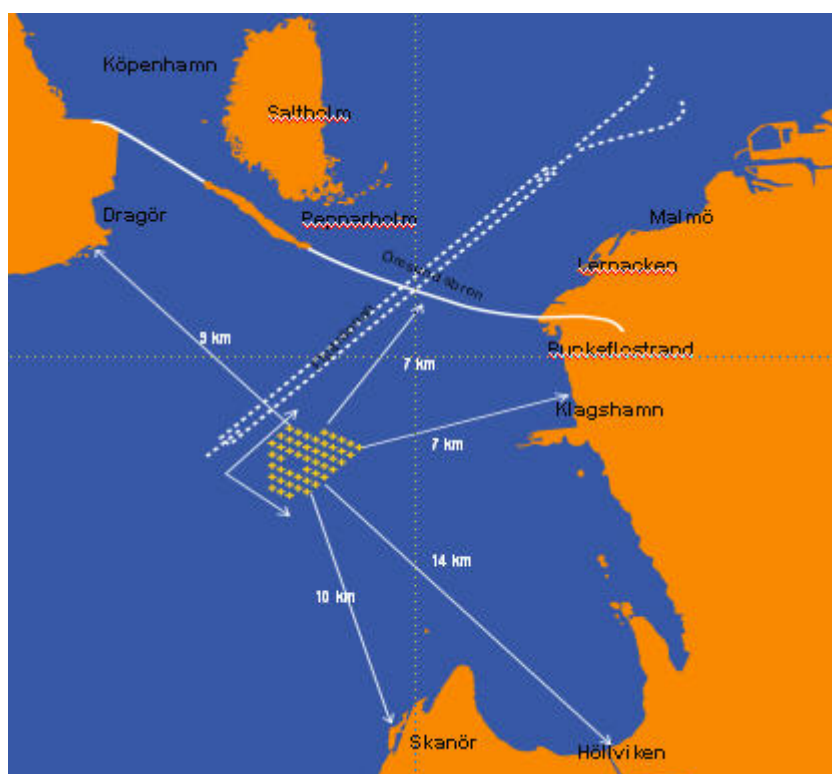 Köpenhamn
Saltholm
Dragör
Pepparholm
Malmö
Öresundsbron
Lernacken
9 km
Bunkeflostrand
7 km
Klagshamn
7 km
14 km
10 km
Skanör
Höllviken